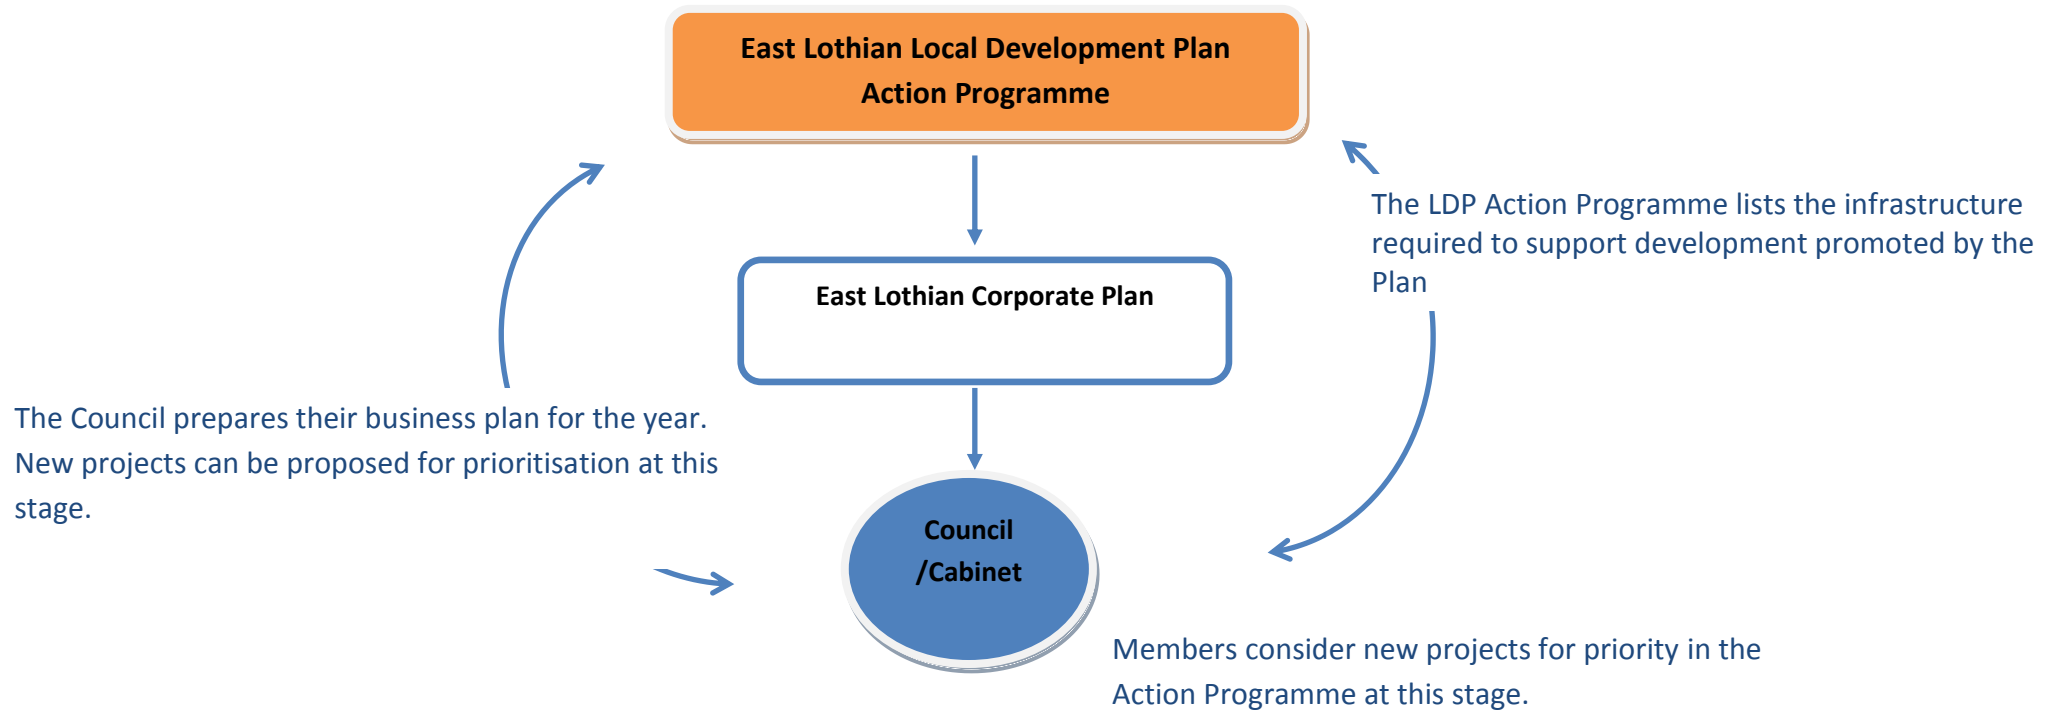 East Lothian Local Development Plan
Action Programme
The LDP Action Programme lists the infrastructure
required to support development promoted by the
Plan
East Lothian Corporate Plan
The Council prepares their business plan for the year.
New projects can be proposed for prioritisation at this
stage.
Council
/Cabinet
Members consider new projects for priority in the
Action Programme at this stage.